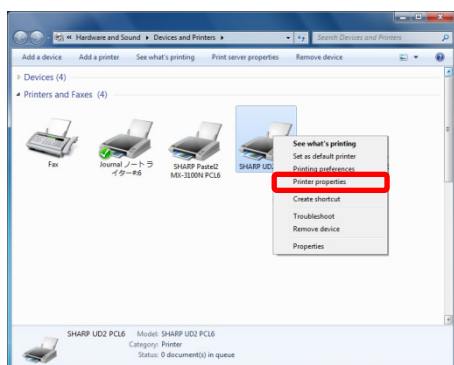 « Hardware and Sound ▸ Devices and Printers ▸
Search Devices and Printers
Add a device Add a printer See what's printing Print server properties Remove device
Devices (4)
Printers and Faxes (4)
Fax
Journal ノート ラ
イター#6
SHARP Pastel2
MX-3100N PCL6
SHARP UD2
See what's printing
Set as default printer
Printing preferences
Printer properties
Create shortcut
Troubleshoot
Remove device
Properties
SHARP UD2 PCL6 Model: SHARP UD2 PCL6
Category: Printer
Status: 0 document(s) in queue